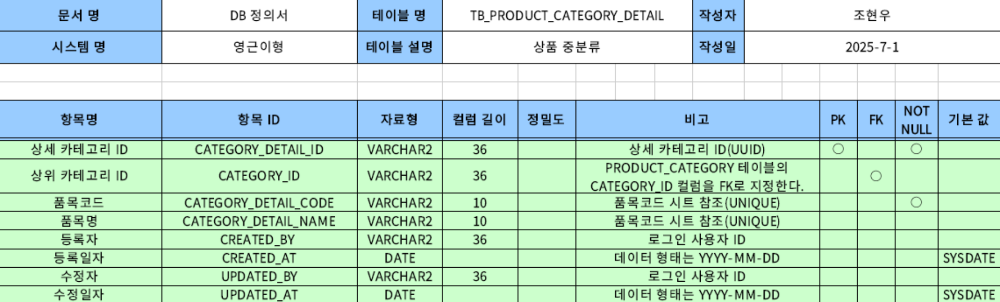 문서 명 DB 정의서 테이블 명 TB_PRODUCT_CATEGORY_DETAIL 작성자 조현우
시스템 명 영근이형 테이블 설명 상품 중분류 작성일 2025-7-1
항목명 항목 ID 자료형 컬럼 길이 정밀도 비고 PK FK NOT NULL 기본 값
상세 카테고리 ID CATEGORY_DETAIL_ID VARCHAR2 36 상세 카테고리 ID(UUID) ○ ○
상위 카테고리 ID CATEGORY_ID VARCHAR2 36 PRODUCT_CATEGORY 테이블의 CATEGORY_ID 컬럼을 FK로 지정한다. ○
품목코드 CATEGORY_DETAIL_CODE VARCHAR2 10 품목코드 시트 참조(UNIQUE) ○
품목명 CATEGORY_DETAIL_NAME VARCHAR2 10 품목코드 시트 참조(UNIQUE)
등록자 CREATED_BY VARCHAR2 36 로그인 사용자 ID
등록일자 CREATED_AT DATE 데이터 형태는 YYYY-MM-DD SYSDATE
수정자 UPDATED_BY VARCHAR2 36 로그인 사용자 ID
수정일자 UPDATED_AT DATE 데이터 형태는 YYYY-MM-DD SYSDATE